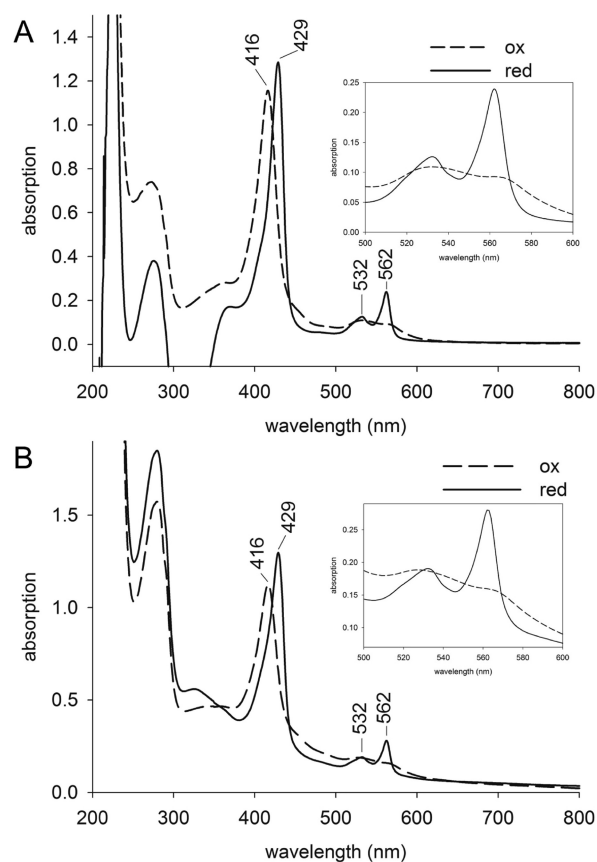 A
416
429
ox
red
absorption
1.4
1.2
1.0
0.8
0.6
0.4
0.2
0.0
absorption
0.25
0.20
0.15
0.10
0.05
0.00
500 520 540 560 580 600
wavelength (nm)
532
562
200 300 400 500 600 700 800
wavelength (nm)
B
416
429
ox
red
absorption
1.5
1.0
0.5
0.0
absorption
0.25
0.20
0.15
0.10
500 520 540 560 580 600
wavelength (nm)
532
562
200 300 400 500 600 700 800
wavelength (nm)